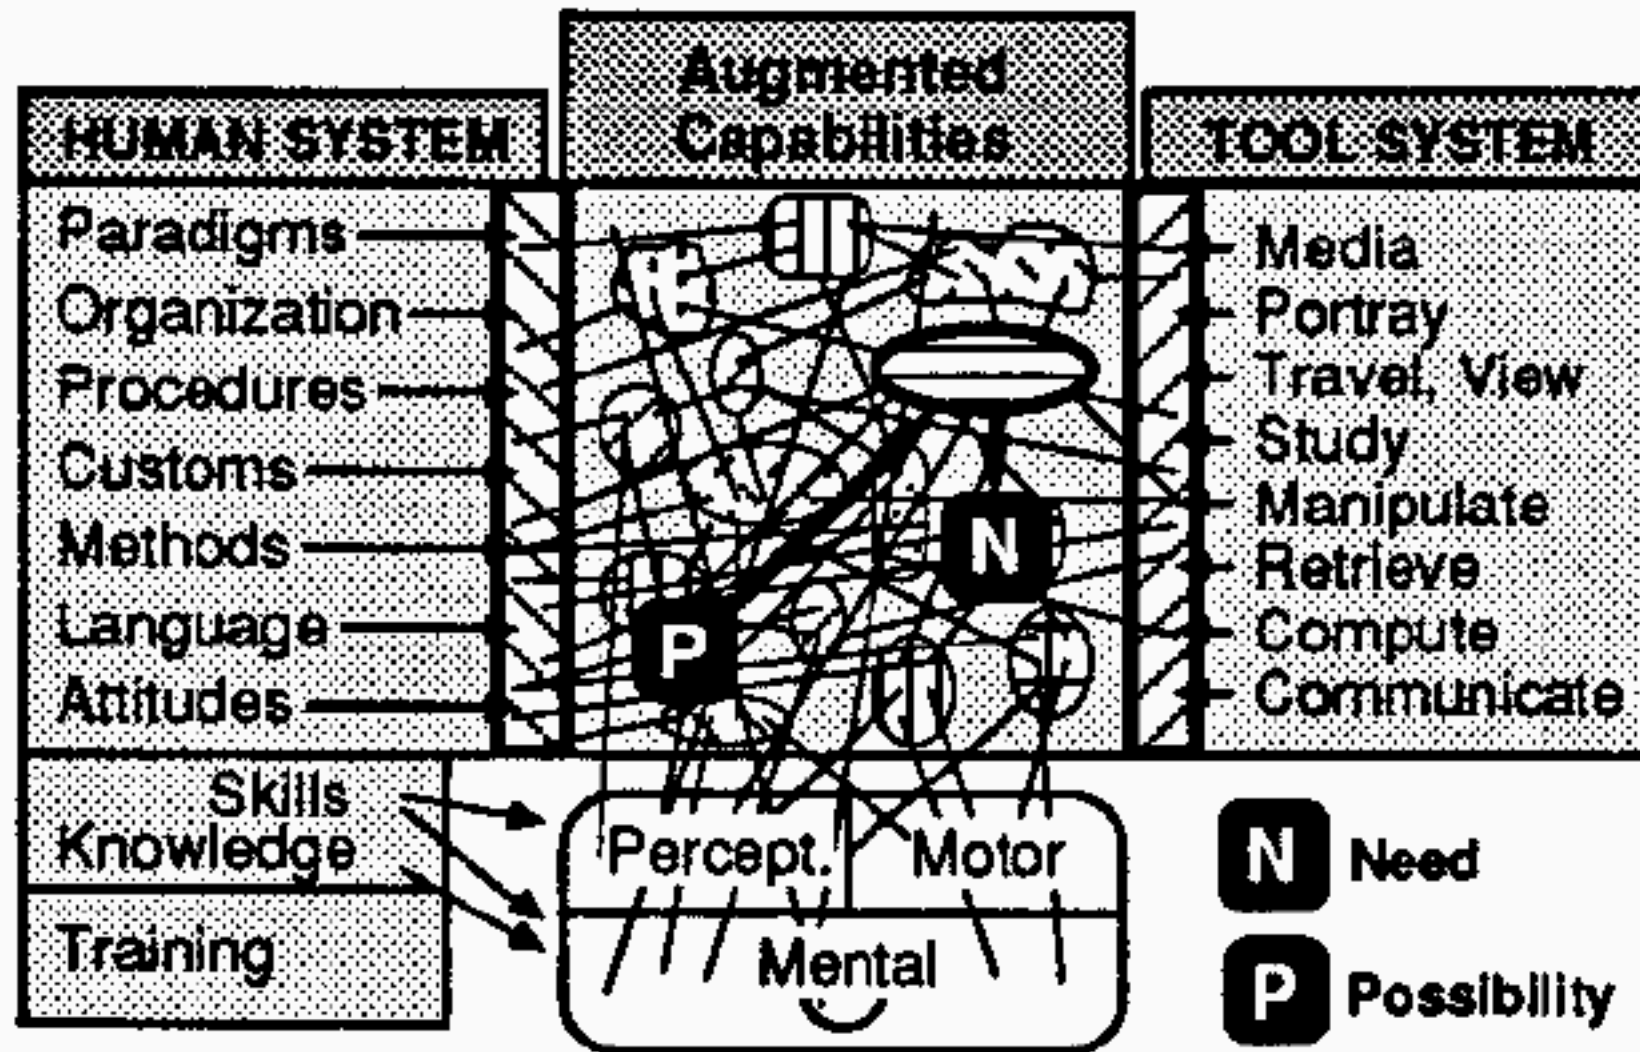 Augmented
Capabilities
HUMAN SYSTEM
TOOL SYSTEM
Paradigms
Organization
Procedures
Customs
Methods
Language
Attitudes
Media
Portray
Travel, View
Study
Manipulate
Retrieve
Compute
Communicate
N
P
Skills
Knowledge
Training
Percept.
Motor
Mental
N Need
P Possibility